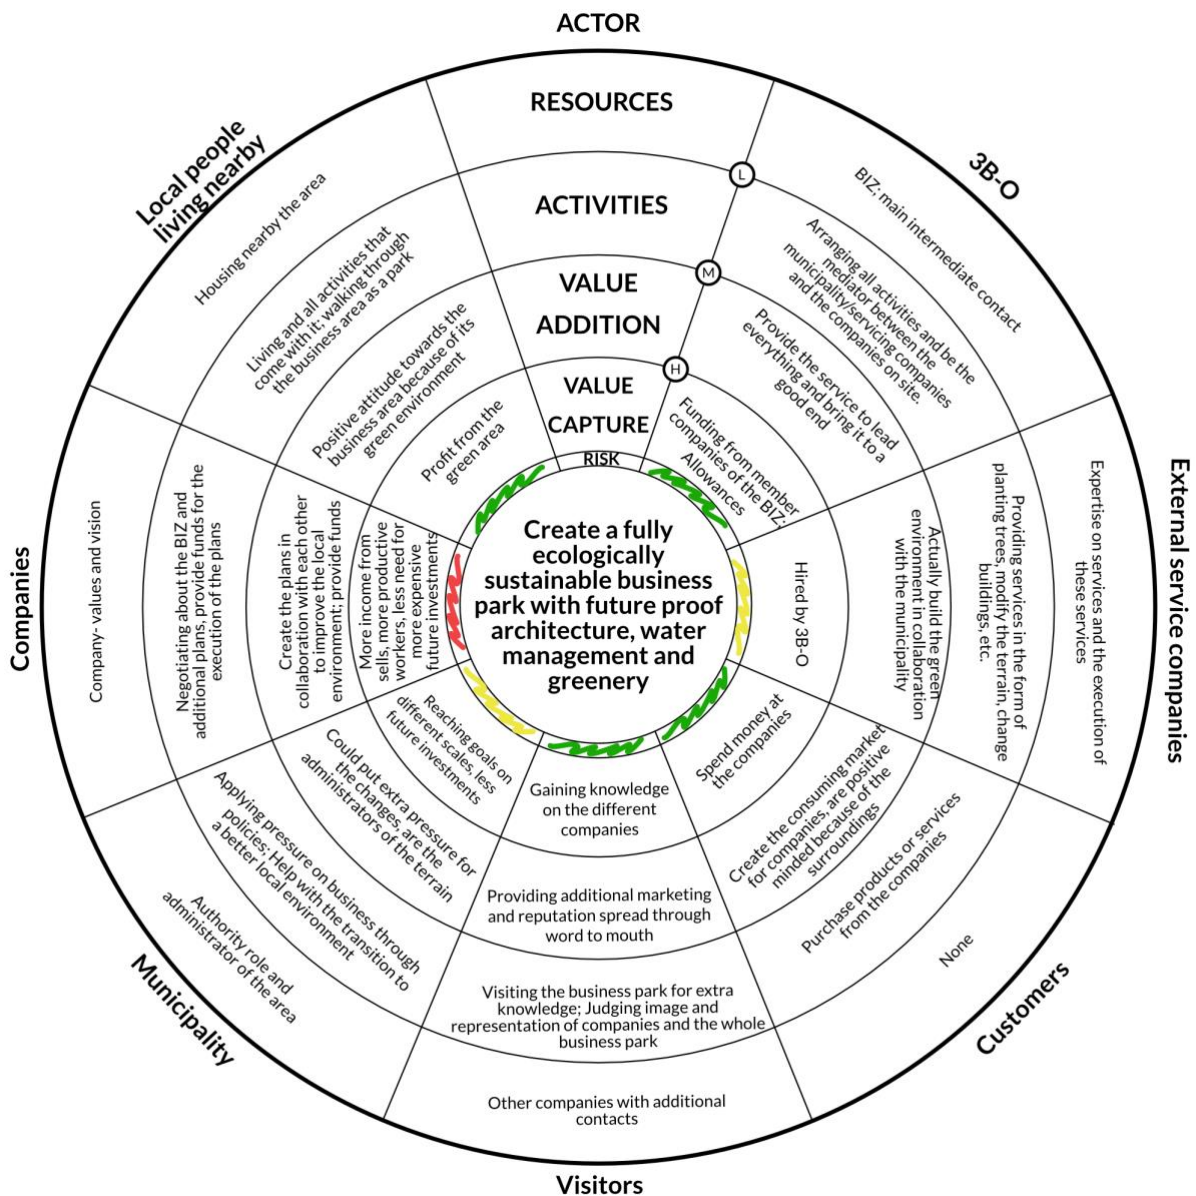 ACTOR
RESOURCES
ACTIVITIES
VALUE
ADDITION
VALUE
CAPTURE
RISK
L
M
H
Create a fully
ecologically
sustainable business
park with future proof
architecture, water
management and
greenery
3B-O
BIZ; main intermediate contact
Arranging all activities and be the
mediator between the
municipality/servicing companies
and the companies on site.
Provide the service to lead
everything and bring it to a
good end
Funding from member
companies of the BIZ;
Allowances
External service companies
Expertise on services and the execution of
these services
Providing services in the form of
planting trees, modify the terrain, change
buildings, etc.
Actually build the green
environment in collaboration
with the municipality
Hired by 3B-O
Customers
None
Purchase products or services
from the companies
Create the consuming market
for companies, are positive
minded because of the
surroundings
Spend money at
the companies
Visitors
Other companies with additional
contacts
Visiting the business park for extra
knowledge; Judging image and
representation of companies and the whole
business park
Providing additional marketing
and reputation spread through
word to mouth
Gaining knowledge
on the different
companies
Municipality
Authority role and
administrator of the area
Applying pressure on business through
policies; Help with the transition to
a better local environment
Could put extra pressure for
the changes, are the
administrators of the terrain
Reaching goals on
different scales, less
future investments
Companies
Company- values and vision
Negotiating about the BIZ and
additional plans, provide funds for the
execution of the plans
Create the plans in
collaboration with each other
to improve the local
environment; provide funds
More income from
sells, more productive
workers, less need for
more expensive
future investments
Local people
living nearby
Housing nearby the area
Living and all activities that
come with it; walking through
the business area as a park
Positive attitude towards the
business area because of its
green environment
Profit from the
green area